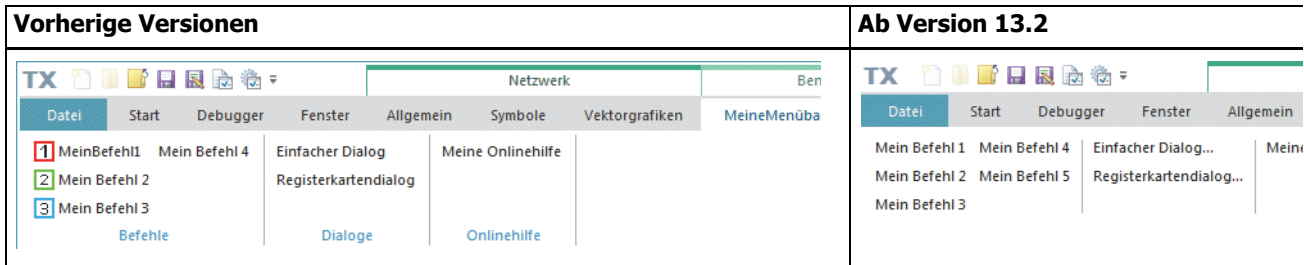 Vorherige Versionen
Ab Version 13.2
TX
Netzwerk
Ben
Datei Start Debugger Fenster Allgemein Symbole Vektorgrafiken MeineMenüba
1 MeinBefehl1 Mein Befehl 4 Einfacher Dialog Meine Onlinehilfe
2 Mein Befehl 2 Registerkartendialog
3 Mein Befehl 3
Befehle Dialoge Onlinehilfe
TX
Datei Start Debugger Fenster Allgemein
Mein Befehl 1 Mein Befehl 4 Einfacher Dialog... Meine
Mein Befehl 2 Mein Befehl 5 Registerkartendialog...
Mein Befehl 3